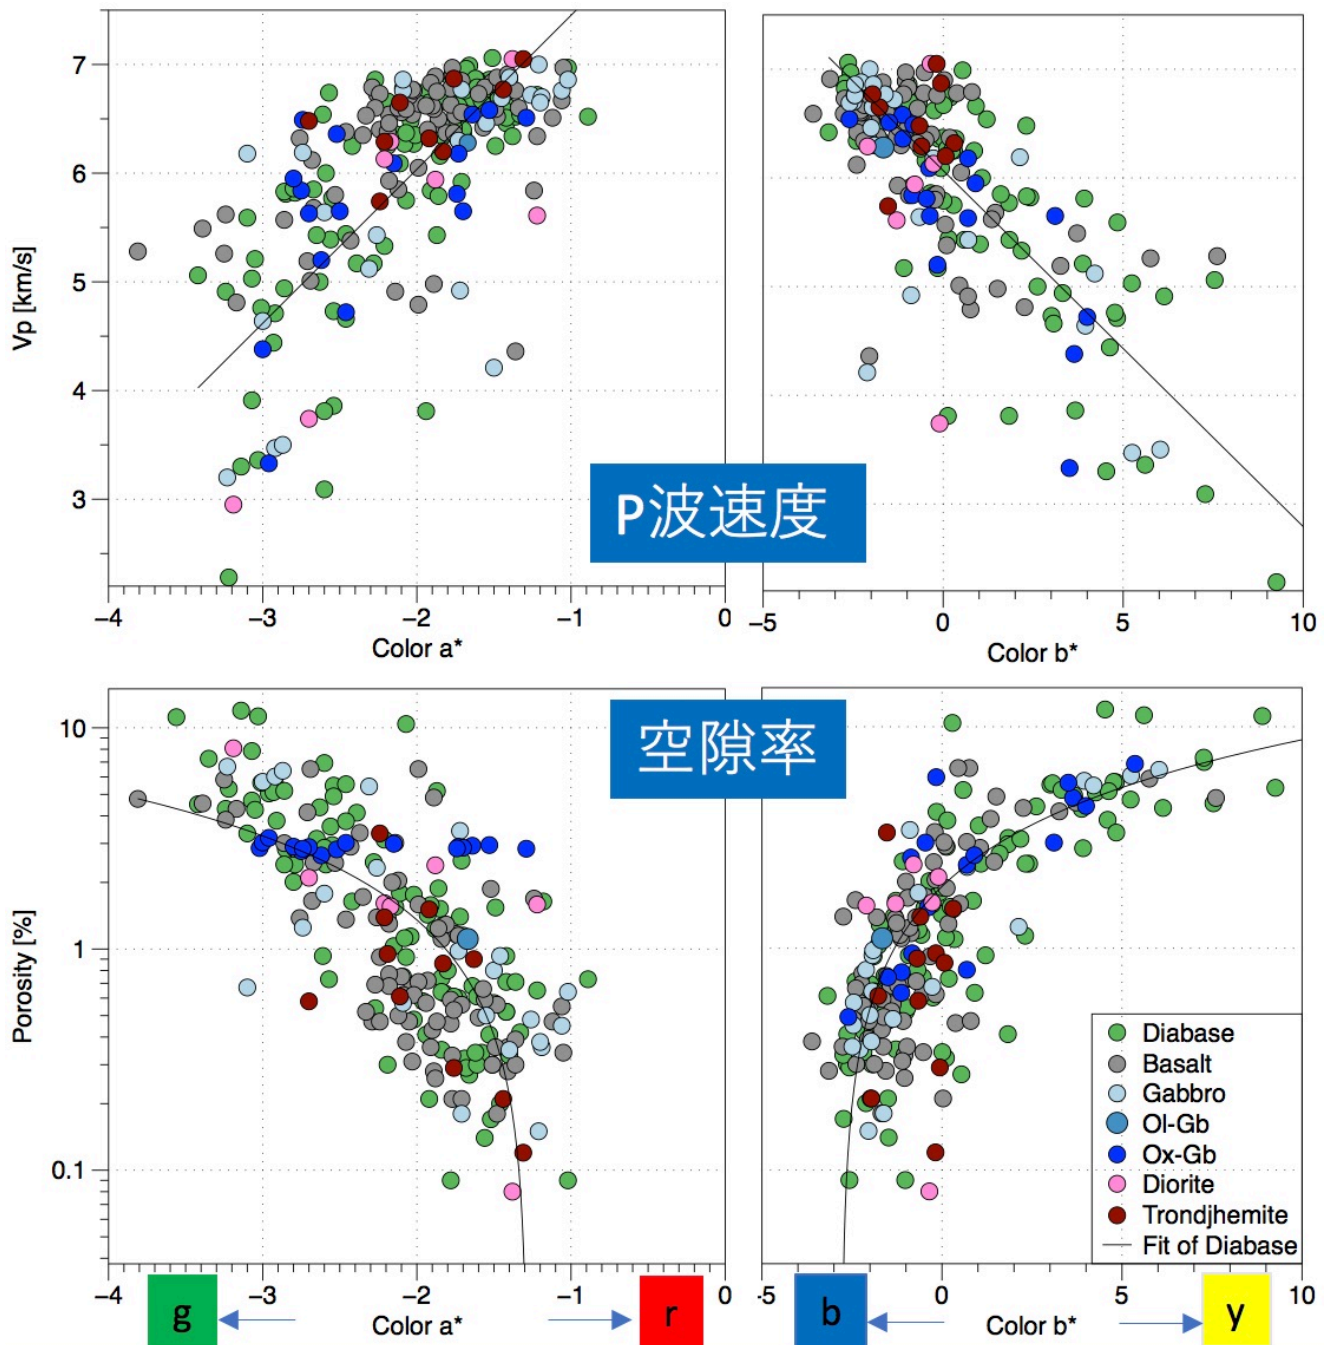 7
6
5
4
3
Vp [km/s]
−4
−3
−2
−1
0
Color a*
−5
0
5
10
Color b*
P波速度
空隙率
10
1
0.1
Porosity [%]
Diabase
Basalt
Gabbro
Ol-Gb
Ox-Gb
Diorite
Trondjhemite
Fit of Diabase
−4
−3
−2
−1
0
g
Color a*
r
-5
0
5
10
b
Color b*
y